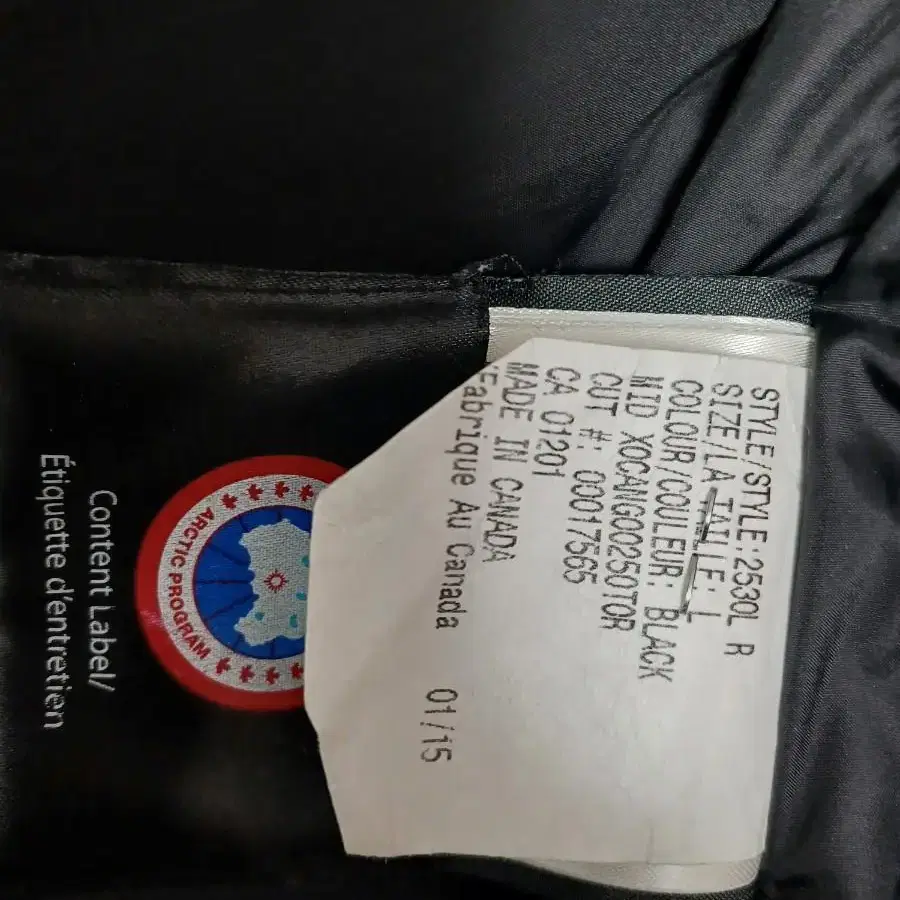 STYLE/STYLE:2530L R
SIZE/LA TAILLE: L
COLOUR/COULEUR: BLACK
MID XOCANGOO250TOR
CUT #: 00017565
CA 01201
MADE IN CANADA
Fabrique Au Canada 01/15
ARCTIC PROGRAM
Content Label/
Étiquette d'entretien